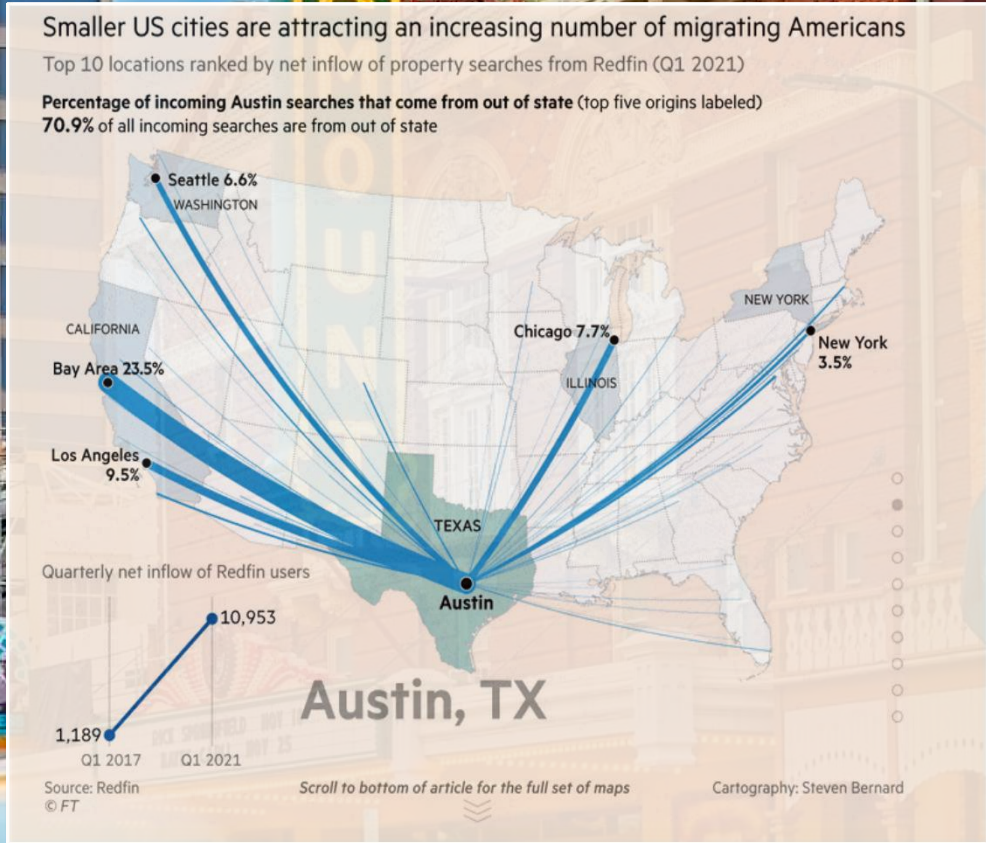 Smaller US cities are attracting an increasing number of migrating Americans
Top 10 locations ranked by net inflow of property searches from Redfin (Q1 2021)
Percentage of incoming Austin searches that come from out of state (top five origins labeled)
70.9% of all incoming searches are from out of state
Seattle 6.6%
WASHINGTON
CALIFORNIA
Bay Area 23.5%
Los Angeles
9.5%
Chicago 7.7%
ILLINOIS
NEW YORK
New York
3.5%
TEXAS
Austin
Quarterly net inflow of Redfin users
10,953
1,189
Q1 2017
Q1 2021
Austin, TX
Source: Redfin
© FT
Scroll to bottom of article for the full set of maps
Cartography: Steven Bernard